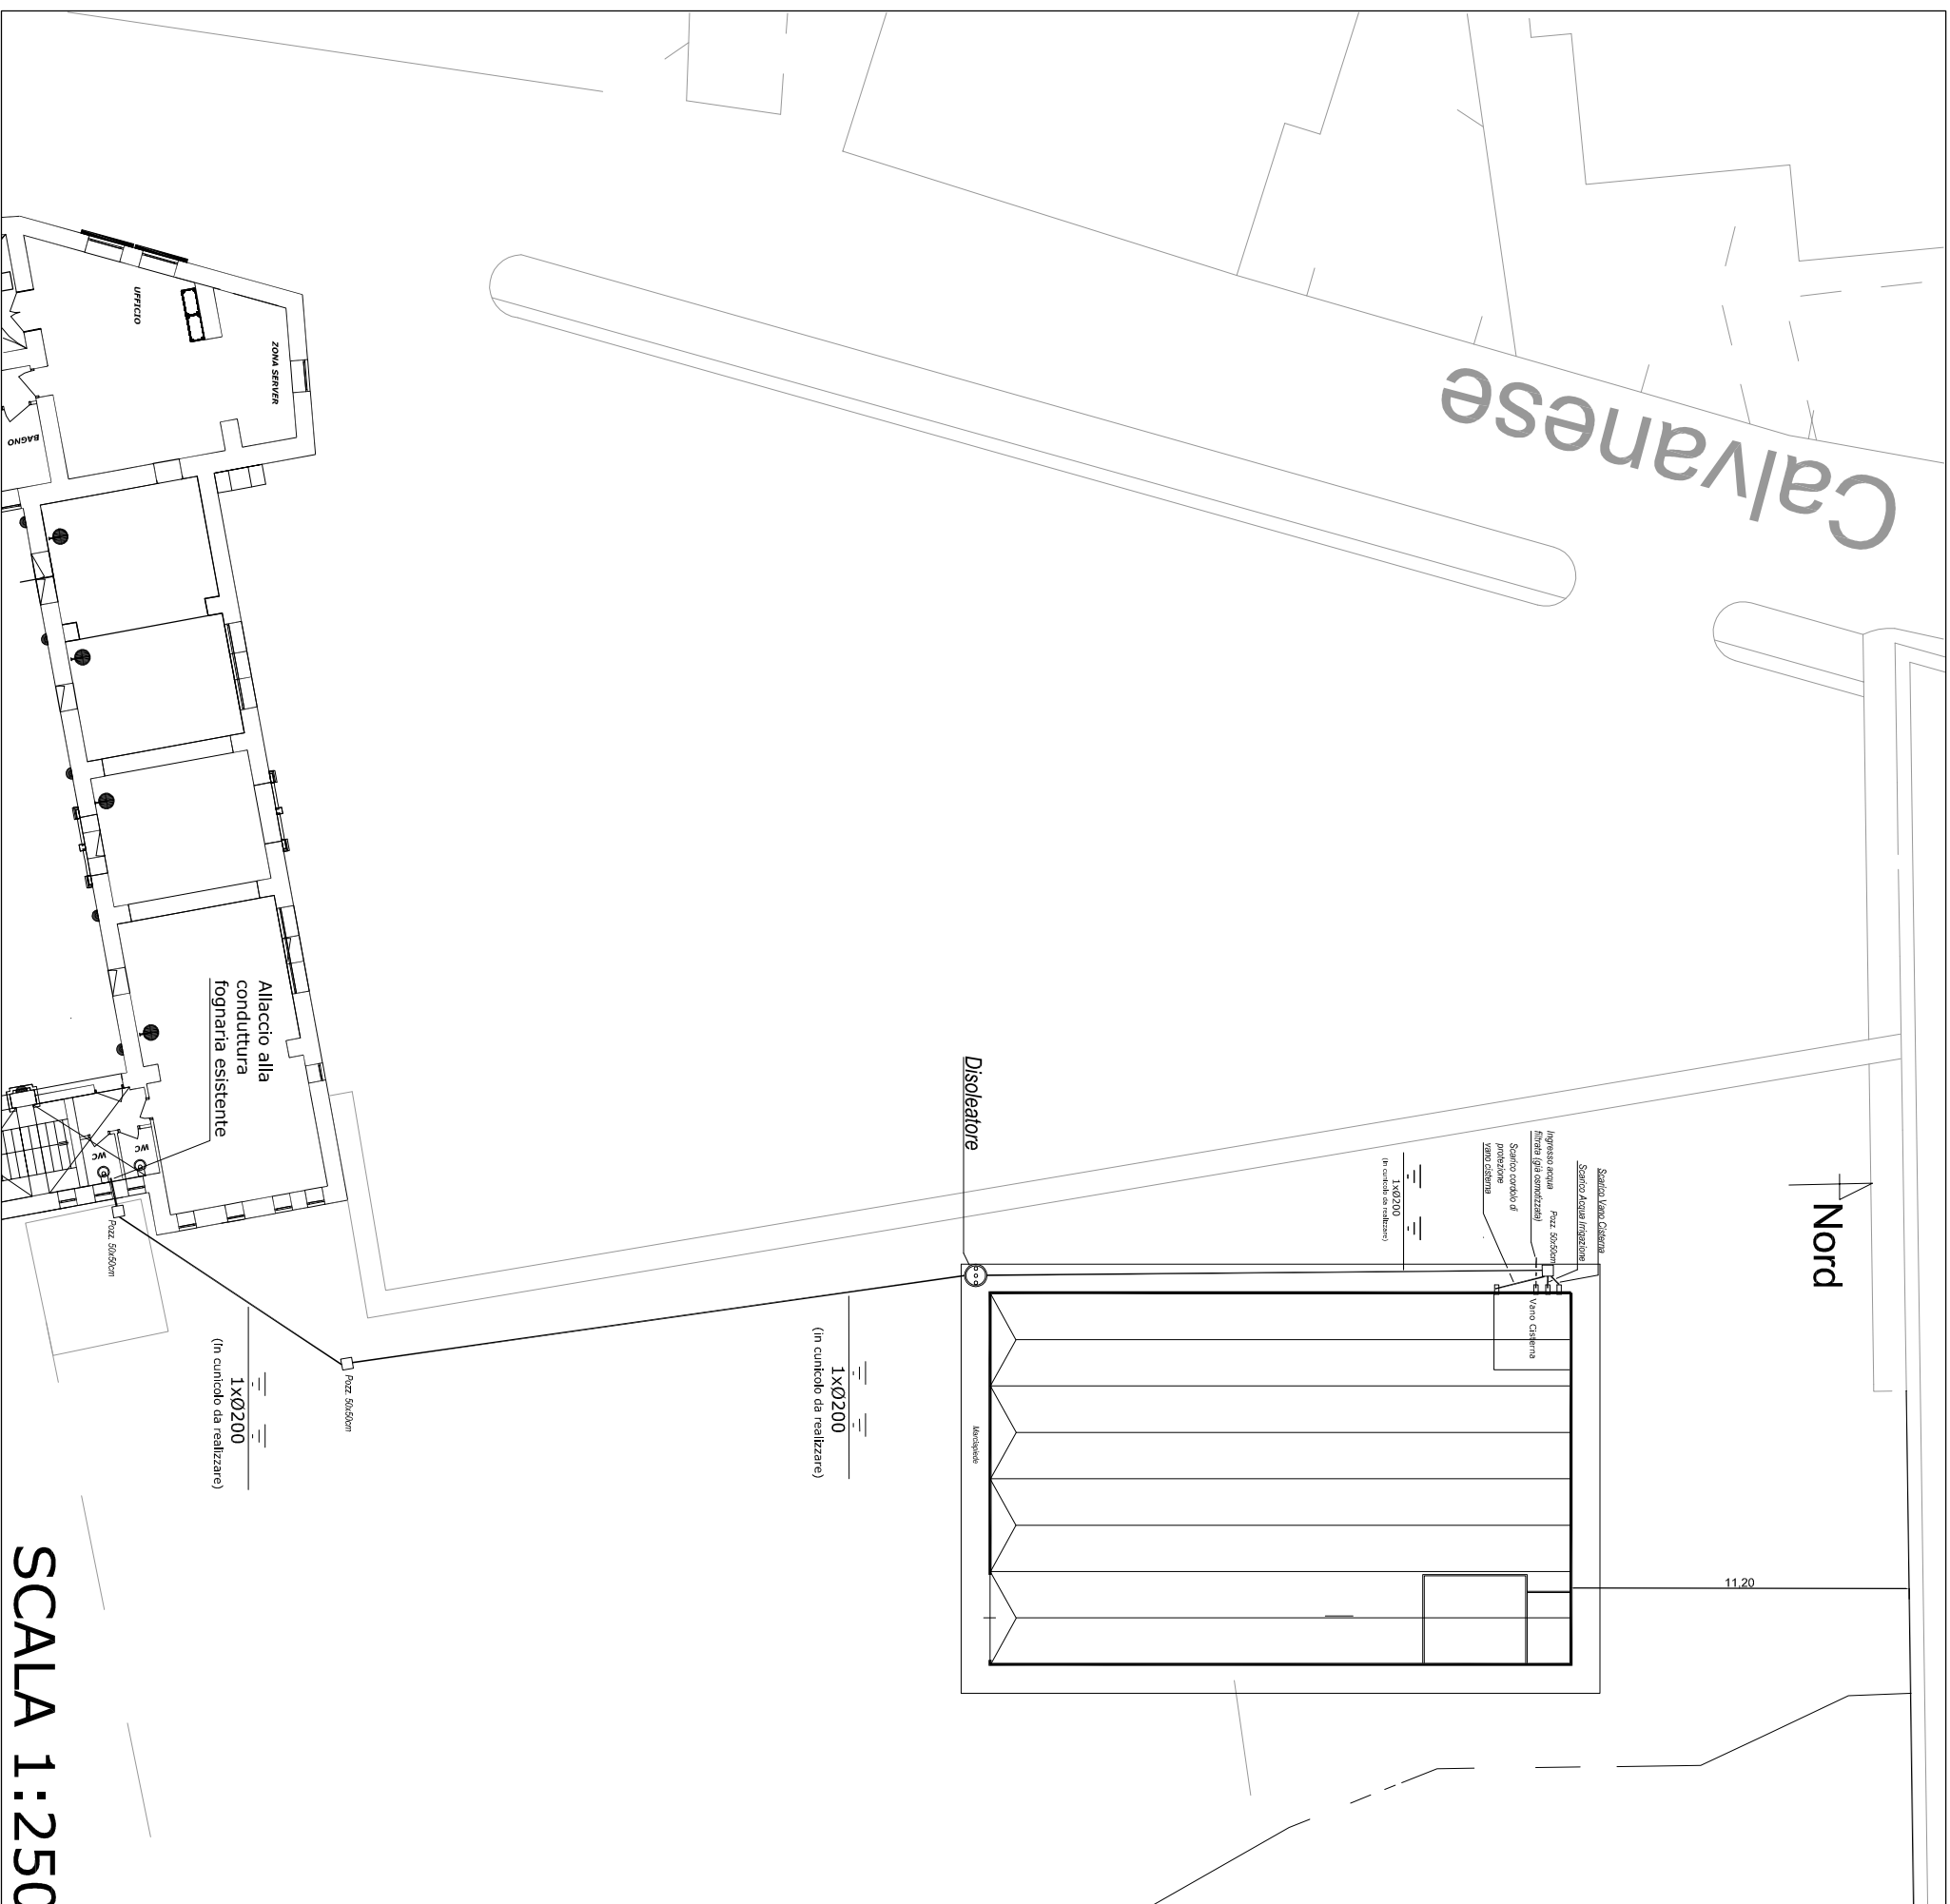 Calvanese
UFFICIO
ZONA SERVER
BAGNO
Allaccio alla
conduttura
fognaria esistente
WC
WC
Pozz. 50x50cm
Pozz. 50x50cm
1xØ200
(in cunicolo da realizzare)
1xØ200
(in cunicolo da realizzare)
Disoleatore
1xØ200
(in cunicolo da realizzare)
Scarico Vano Cisterna
Scarico Acqua Irrigazione
Pozz. 50x50cm
Ingresso acqua
filtrata (già osmotizzata)
Scarico cordolo di
protezione
vano cisterna
Vano Cisterna
Marciapiede
Nord
11,20
SCALA 1:250